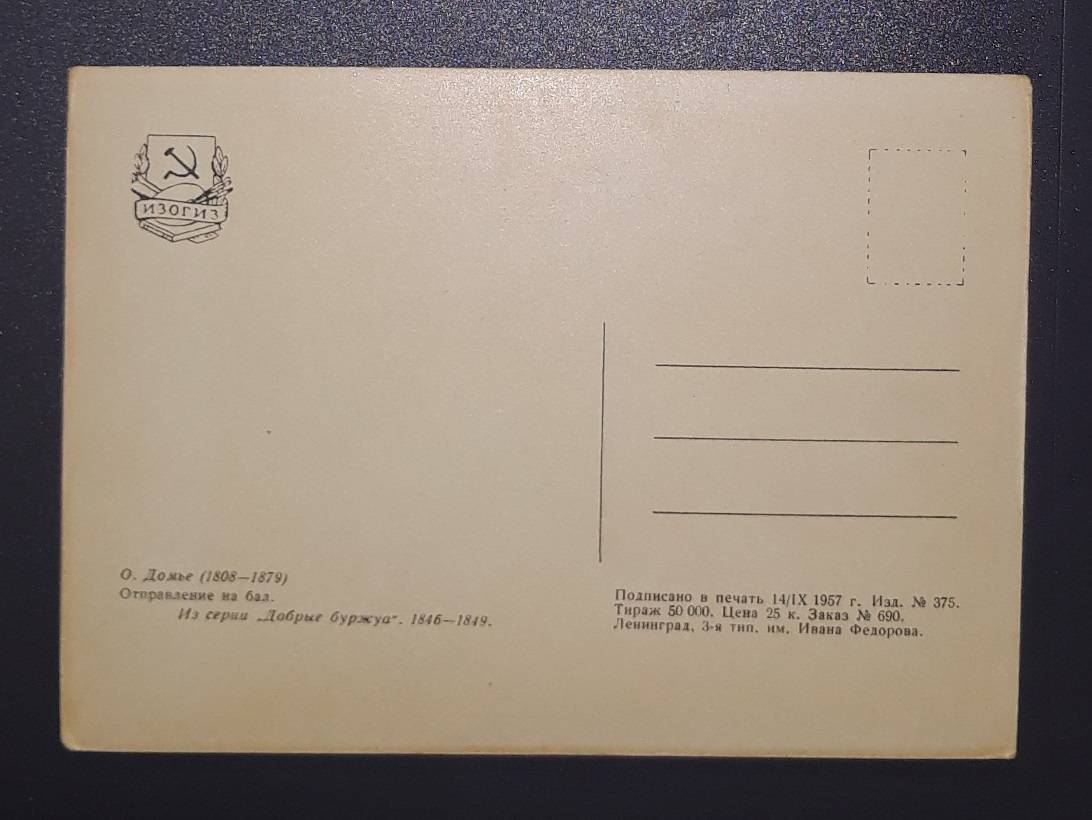 ИЗОГИЗ
О. Домье (1808—1879)
Отправление на бал.
Из серии „Добрые буржуа". 1846—1849.
Подписано в печать 14/IX 1957 г. Изд. № 375.
Тираж 50 000. Цена 25 к. Заказ № 690.
Ленинград, 3-я тип. им. Ивана Федорова.